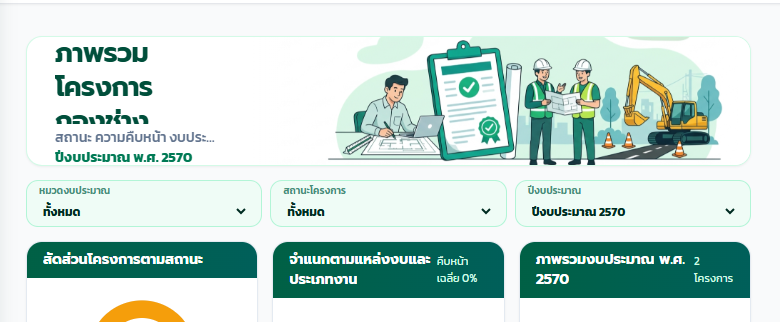 ภาพรวม
โครงการ
กองช่าง
สถานะ ความคืบหน้า งบประ...
ปีงบประมาณ พ.ศ. 2570
หมวดงบประมาณ
ทั้งหมด
สถานะโครงการ
ทั้งหมด
ปีงบประมาณ
ปีงบประมาณ 2570
สัดส่วนโครงการตามสถานะ
จำแนกตามแหล่งงบและ
ประเภทงาน
คืบหน้า
เฉลี่ย 0%
ภาพรวมงบประมาณ พ.ศ.
2570
2
โครงการ